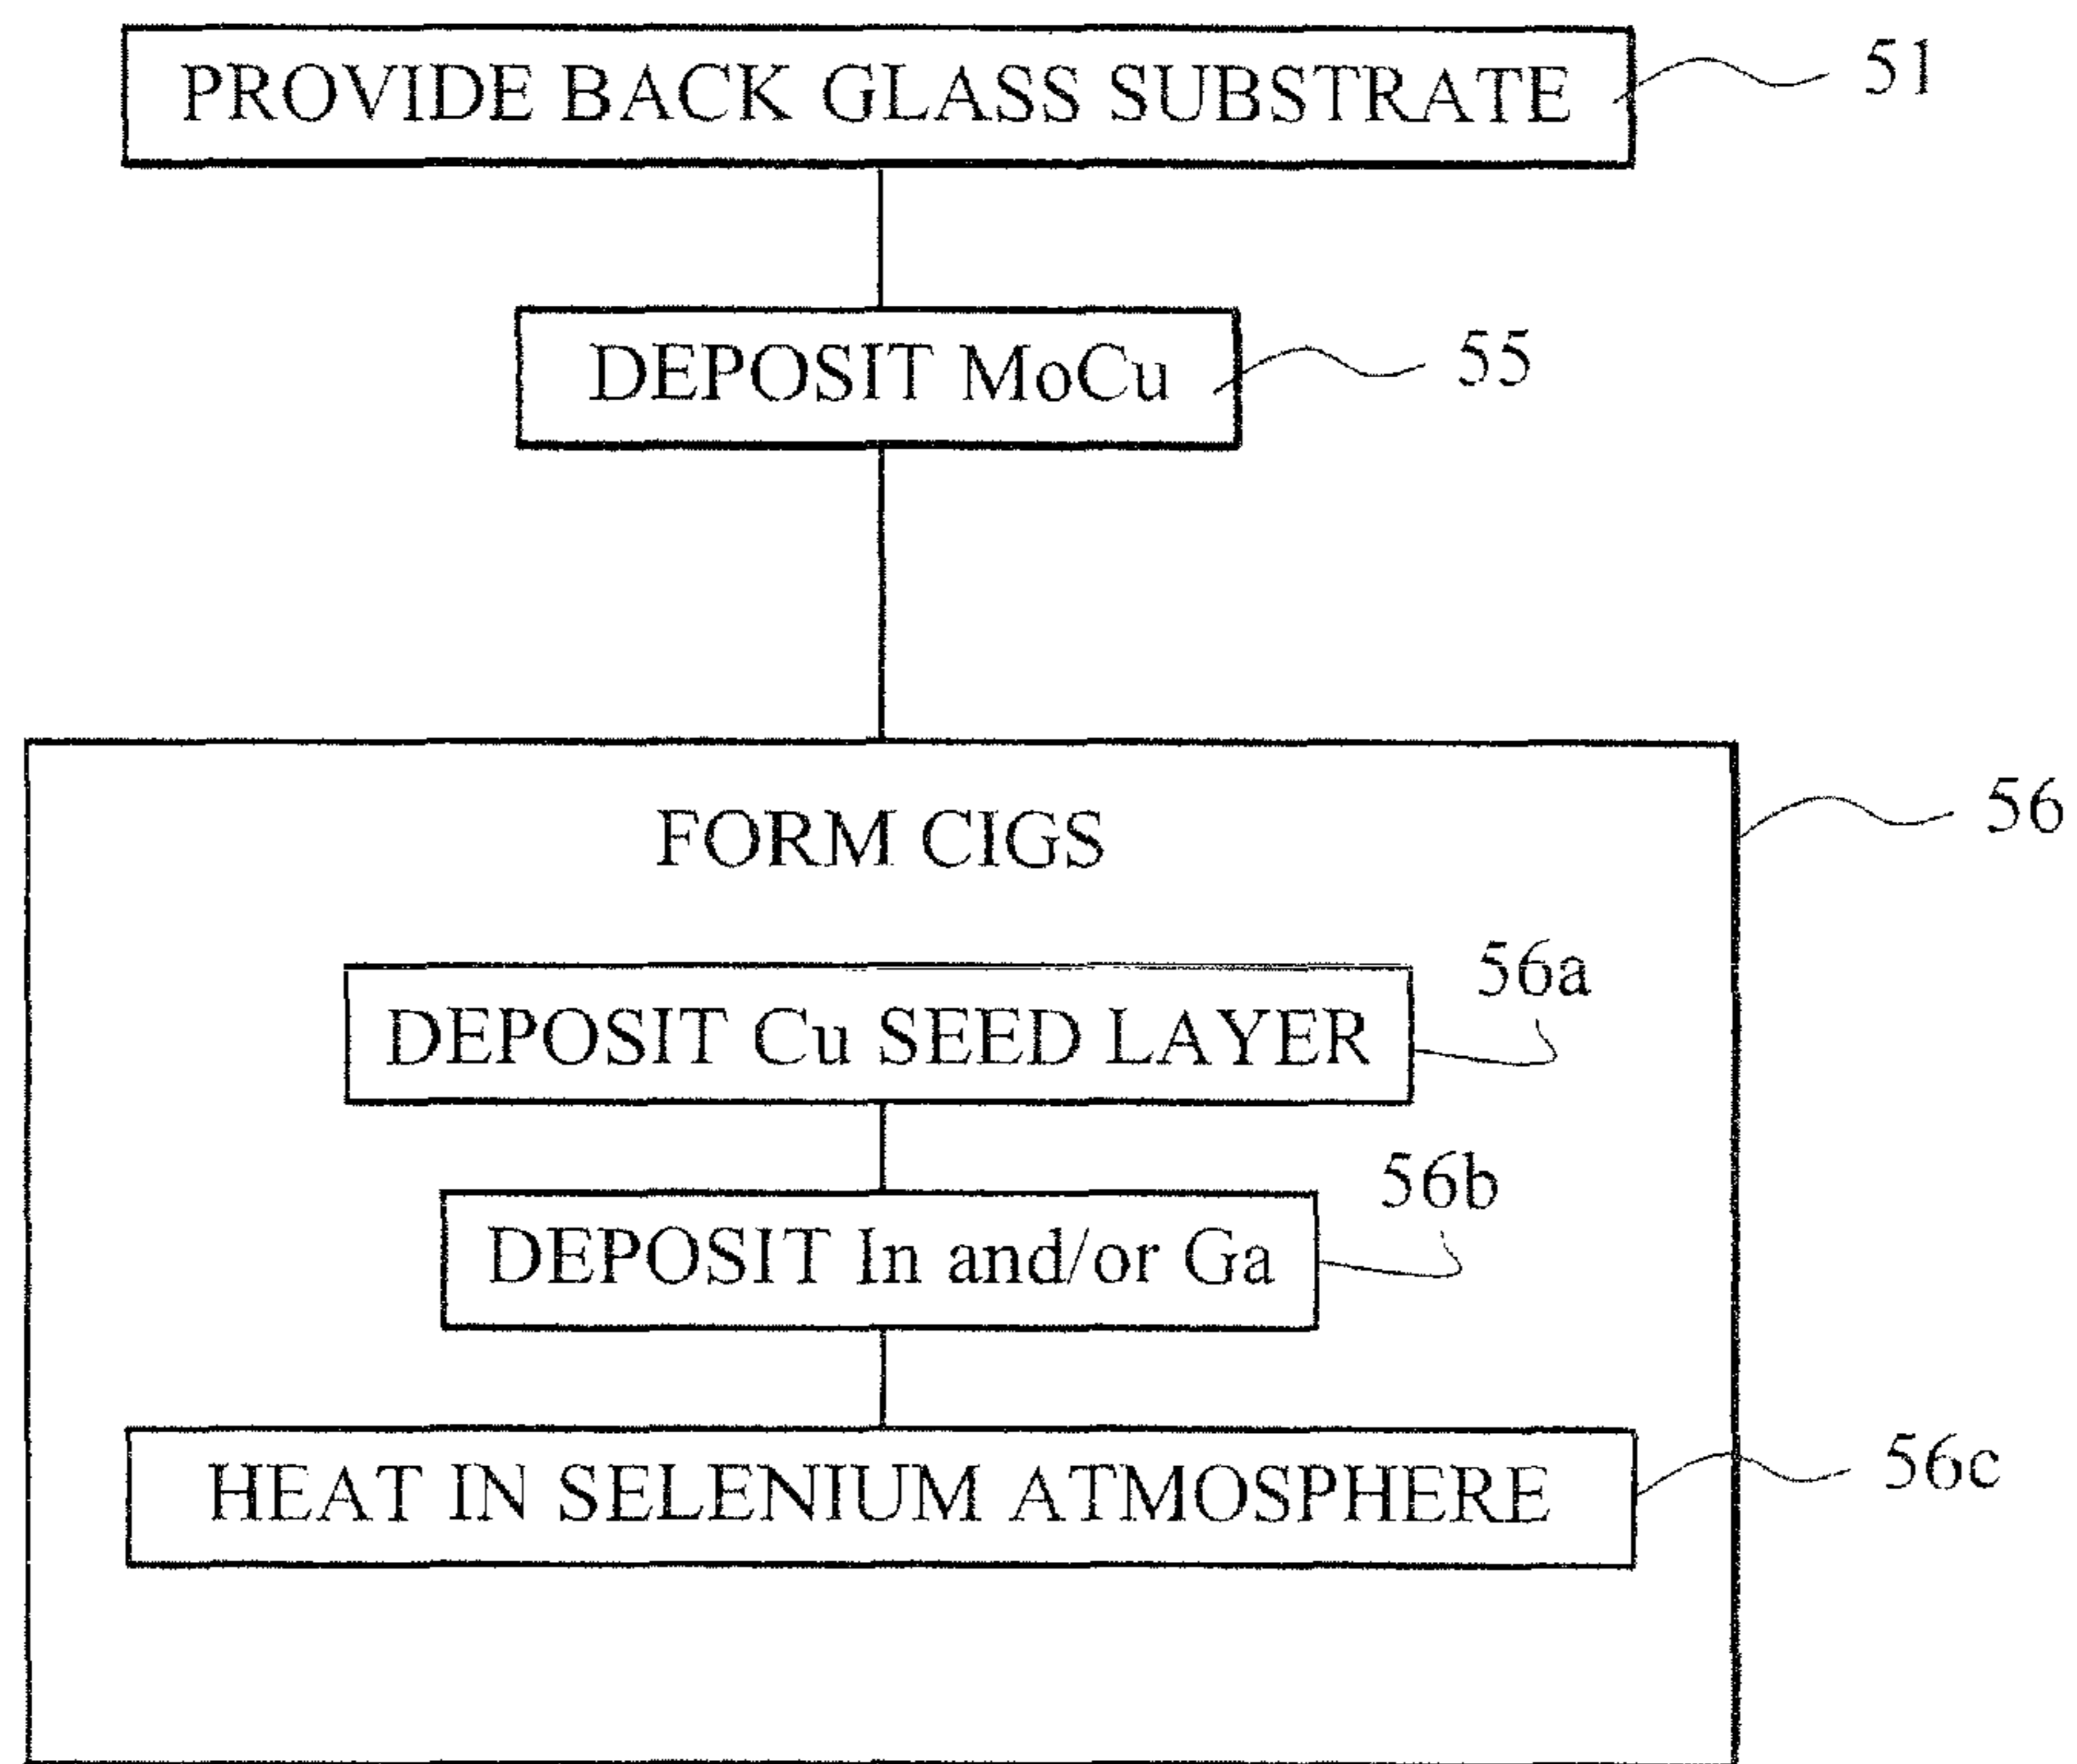 PROVIDE BACK GLASS SUBSTRATE
51
DEPOSIT MoCu
55
FORM CIGS
56
DEPOSIT Cu SEED LAYER
56a
DEPOSIT In and/or Ga
56b
HEAT IN SELENIUM ATMOSPHERE
56c